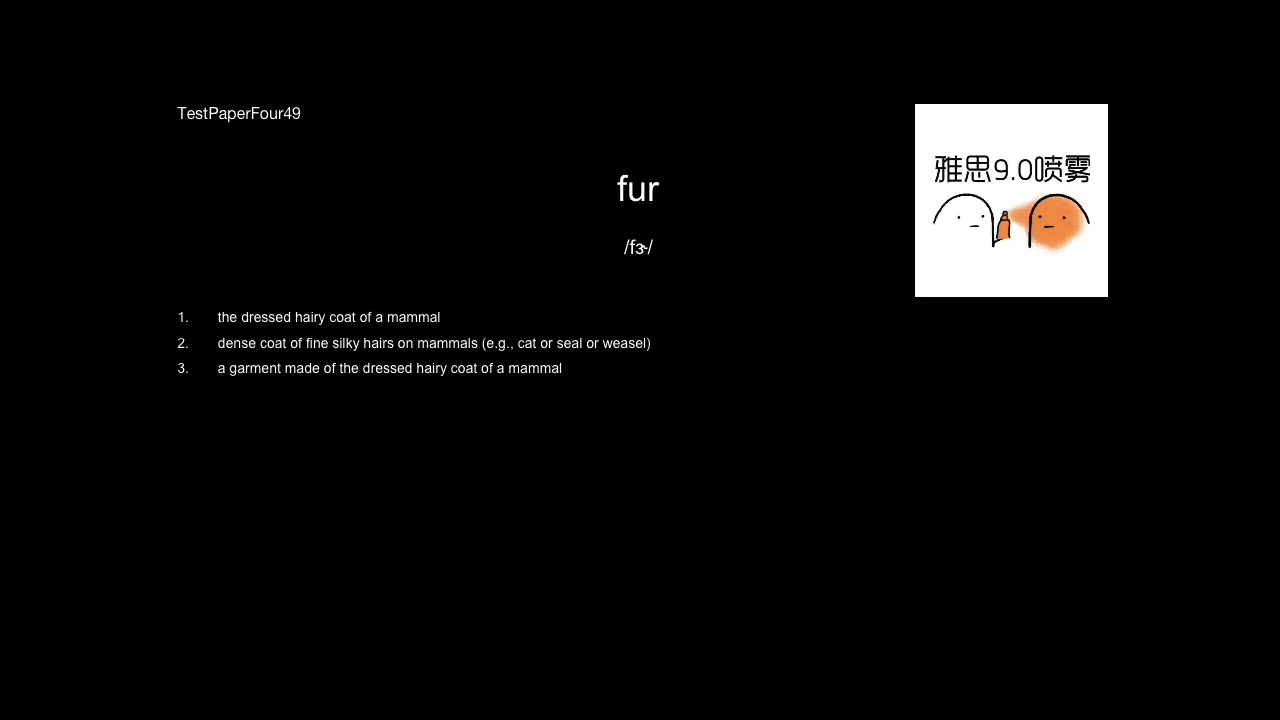 TestPaperFour49
雅思9.0喷雾
fur
/fɝ/
1. the dressed hairy coat of a mammal
2. dense coat of fine silky hairs on mammals (e.g., cat or seal or weasel)
3. a garment made of the dressed hairy coat of a mammal